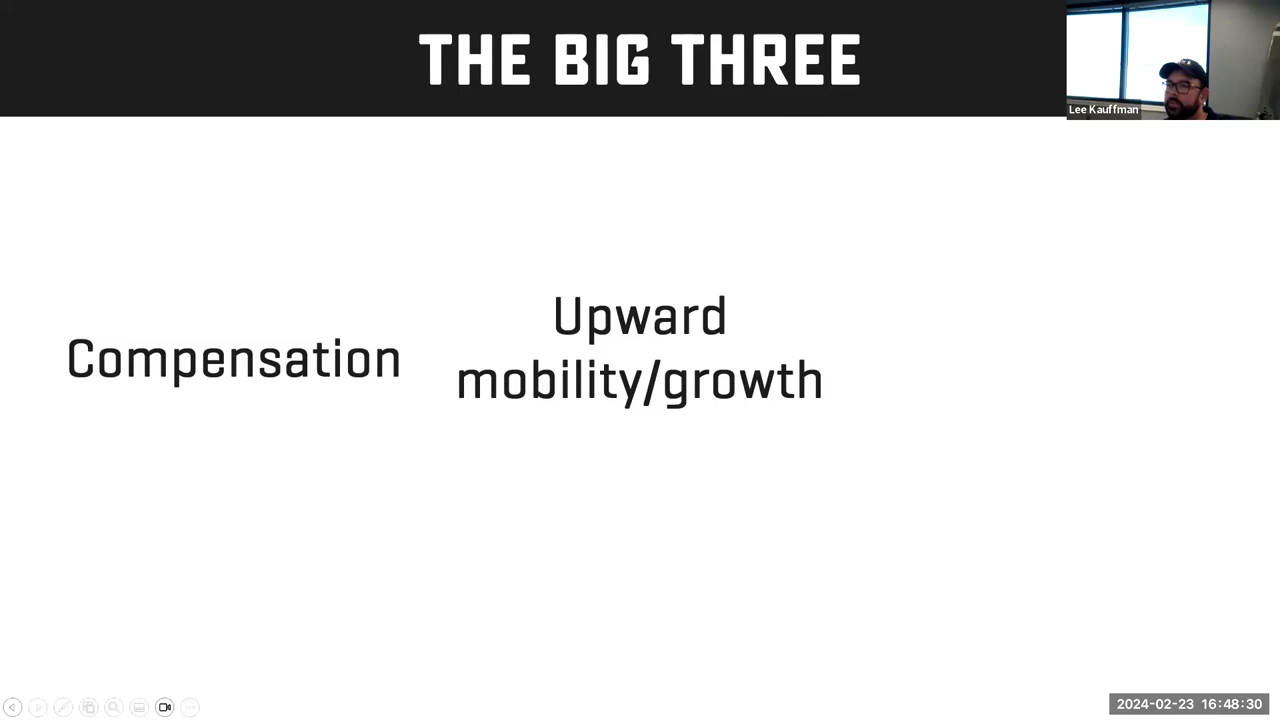 THE BIG THREE
Lee Kauffman
Compensation
Upward
mobility/growth
2024-02-23 16:48:30